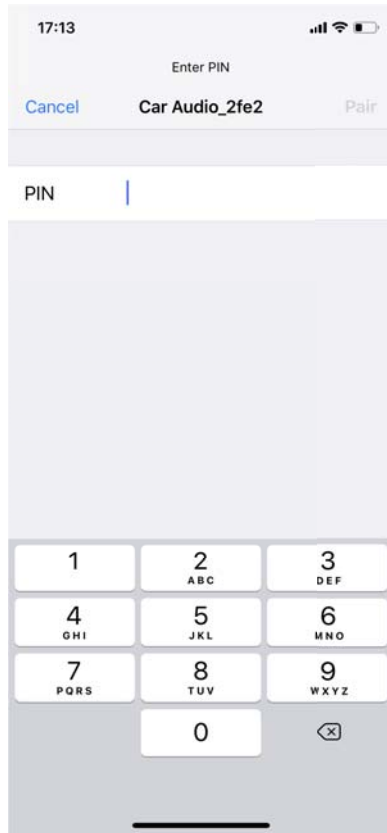 17:13
Enter PIN
Cancel Car Audio_2fe2 Pair
PIN
1 2 3
ABC DEF
4 5 6
GHI JKL MNO
7 8 9
PQRS TUV WXYZ
0